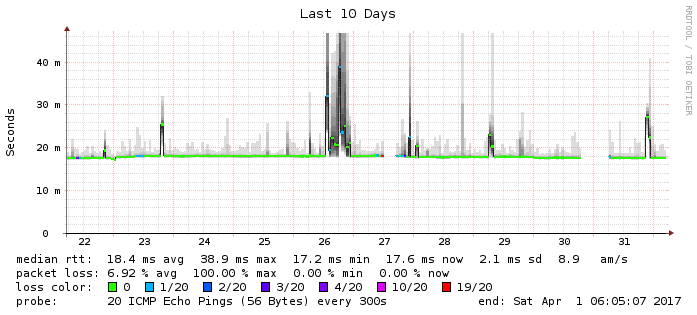 Last 10 Days
RRDTOOL / TOBI OETIKER
Seconds
40 m
30 m
20 m
10 m
0
22 23 24 25 26 27 28 29 30 31
median rtt: 18.4 ms avg 38.9 ms max 17.2 ms min 17.6 ms now 2.1 ms sd 8.9 am/s
packet loss: 6.92 % avg 100.00 % max 0.00 % min 0.00 % now
loss color: 0 1/20 2/20 3/20 4/20 10/20 19/20
probe: 20 ICMP Echo Pings (56 Bytes) every 300s end: Sat Apr 1 06:05:07 2017